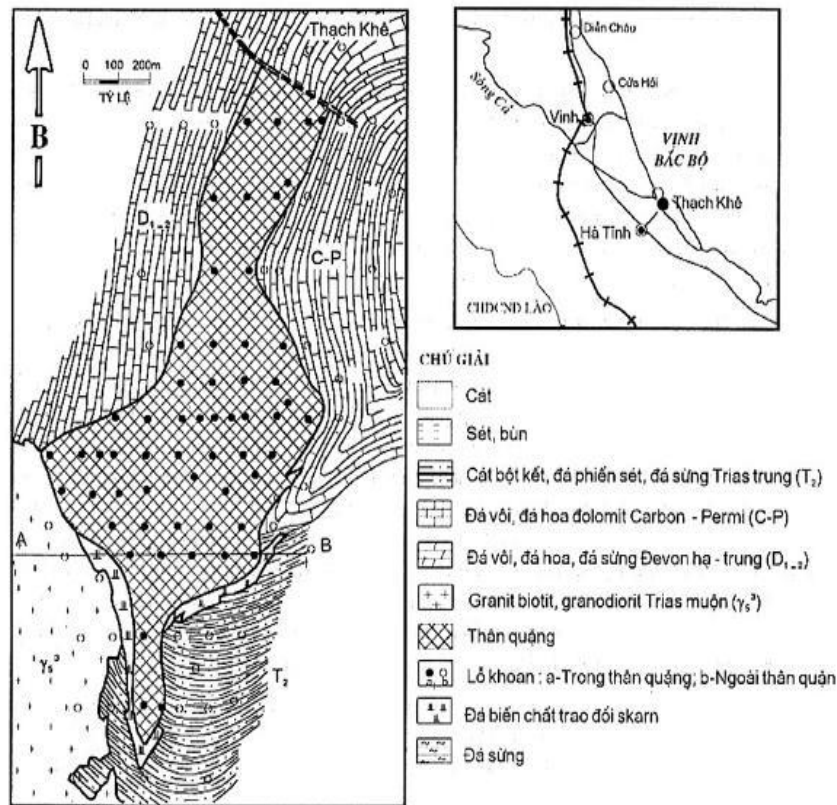 Thạch Khê
0 100 200m
TỶ LỆ
B
D₁₋₂
C-P
A
B
γ₅³
T₂
Diễn Châu
Cửa Hội
Sông Cả
Vinh
VỊNH
BẮC BỘ
Thạch Khê
Hà Tĩnh
CHDCND LÀO
CHÚ GIẢI
Cát
Sét, bùn
Cát bột kết, đá phiến sét, đá sừng Trias trung (T₂)
Đá vôi, đá hoa đolomit Carbon - Permi (C-P)
Đá vôi, đá hoa, đá sừng Đevon hạ - trung (D₁₋₂)
Granit biotit, granodiorit Trias muộn (γ₅³)
Thân quặng
a b
Lỗ khoan : a-Trong thân quặng; b-Ngoài thân quặn
Đá biến chất trao đổi skarn
Đá sừng